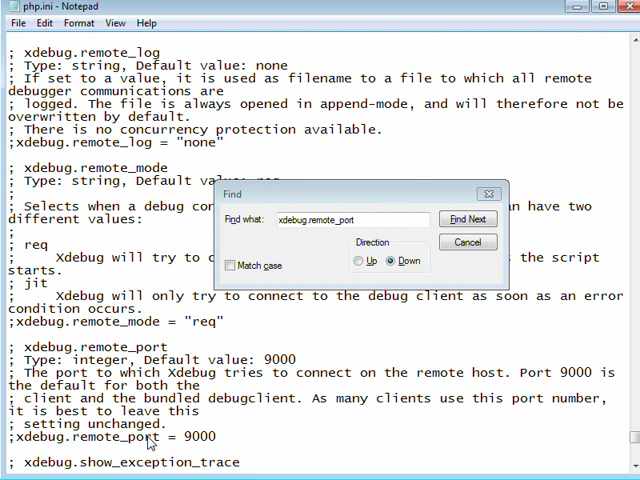 php.ini - Notepad
File Edit Format View Help
; xdebug.remote_log
; Type: string, Default value: none
; If set to a value, it is used as filename to a file to which all remote
debugger communications are
; logged. The file is always opened in append-mode, and will therefore not be
overwritten by default.
; There is no concurrency protection available.
;xdebug.remote_log = "none"
; xdebug.remote_mode
; Type: string, Default value: req
;
; Selects when a debug con
an have two
different values:
;
; req
; Xdebug will try to c
s the script
starts.
; jit
; Xdebug will only try to connect to the debug client as soon as an error
condition occurs.
;xdebug.remote_mode = "req"
; xdebug.remote_port
; Type: integer, Default value: 9000
; The port to which Xdebug tries to connect on the remote host. Port 9000 is
the default for both the
; client and the bundled debugclient. As many clients use this port number,
it is best to leave this
; setting unchanged.
;xdebug.remote_port = 9000
; xdebug.show_exception_trace
Find
Find what: xdebug.remote_port Find Next
Direction Cancel
Match case Up Down